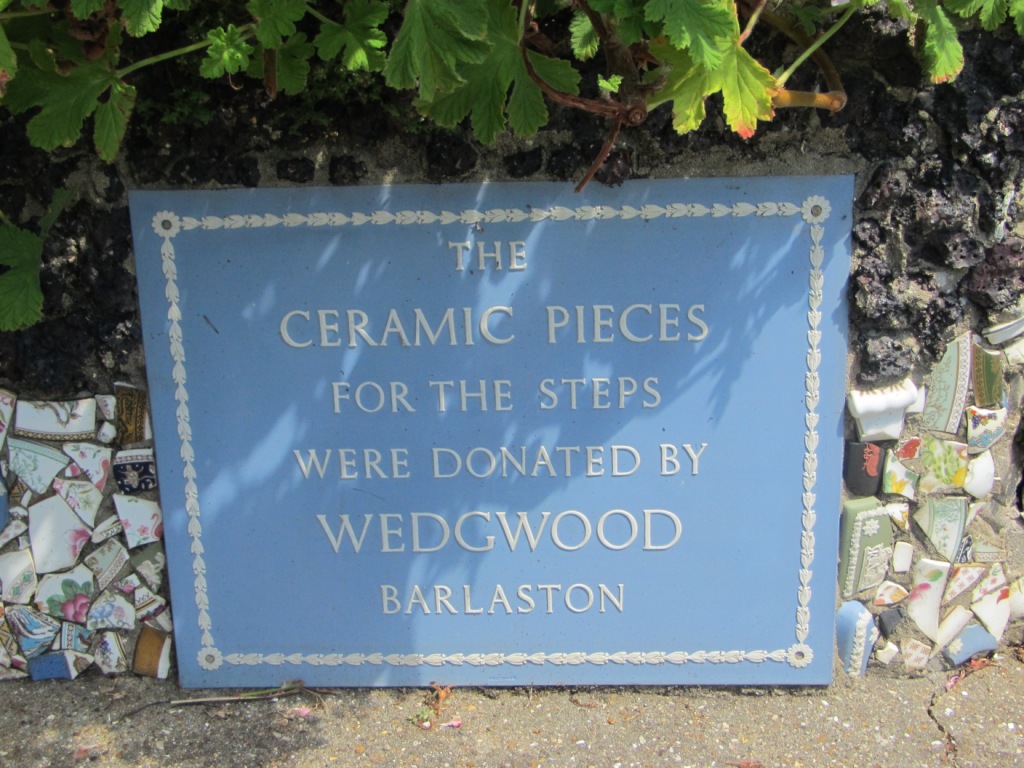 THE
CERAMIC PIECES
FOR THE STEPS
WERE DONATED BY
WEDGWOOD
BARLASTON